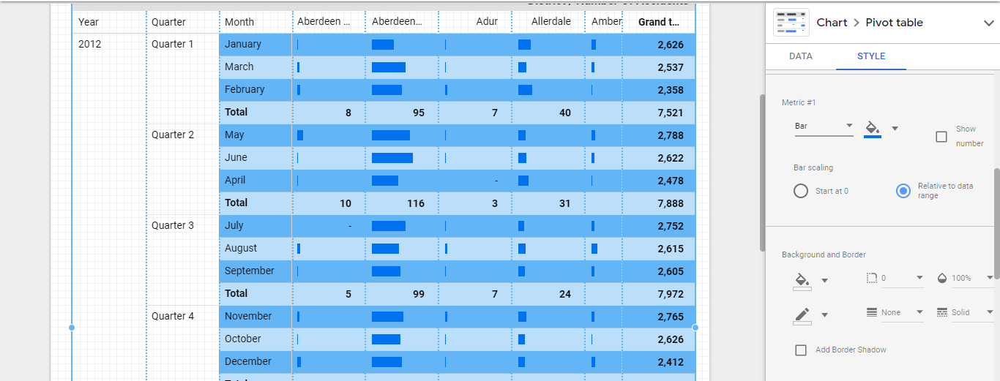 District / Number of Accidents
Year Quarter Month Aberdeen ... Aberdeen... Adur Allerdale Amber Grand t...
2012 Quarter 1 January 2,626
March 2,537
February 2,358
Total 8 95 7 40 7,521
Quarter 2 May 2,788
June 2,622
April - 2,478
Total 10 116 3 31 7,888
Quarter 3 July - 2,752
August 2,615
September 2,605
Total 5 99 7 24 7,972
Quarter 4 November 2,765
October 2,626
December 2,412
Total
Chart > Pivot table
DATA STYLE
Metric #1
Bar Show
number
Bar scaling
Start at 0 Relative to data
range
Background and Border
0 100%
None Solid
Add Border Shadow